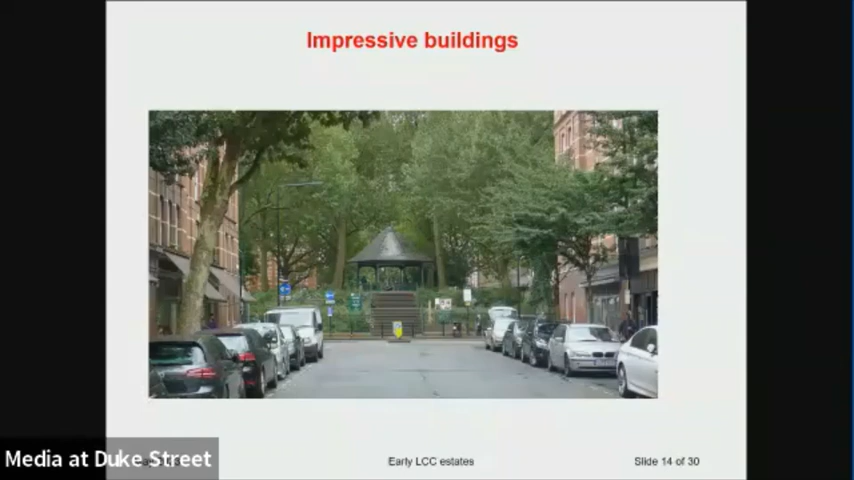 Impressive buildings
Media at Duke Street
Early LCC estates
Slide 14 of 30